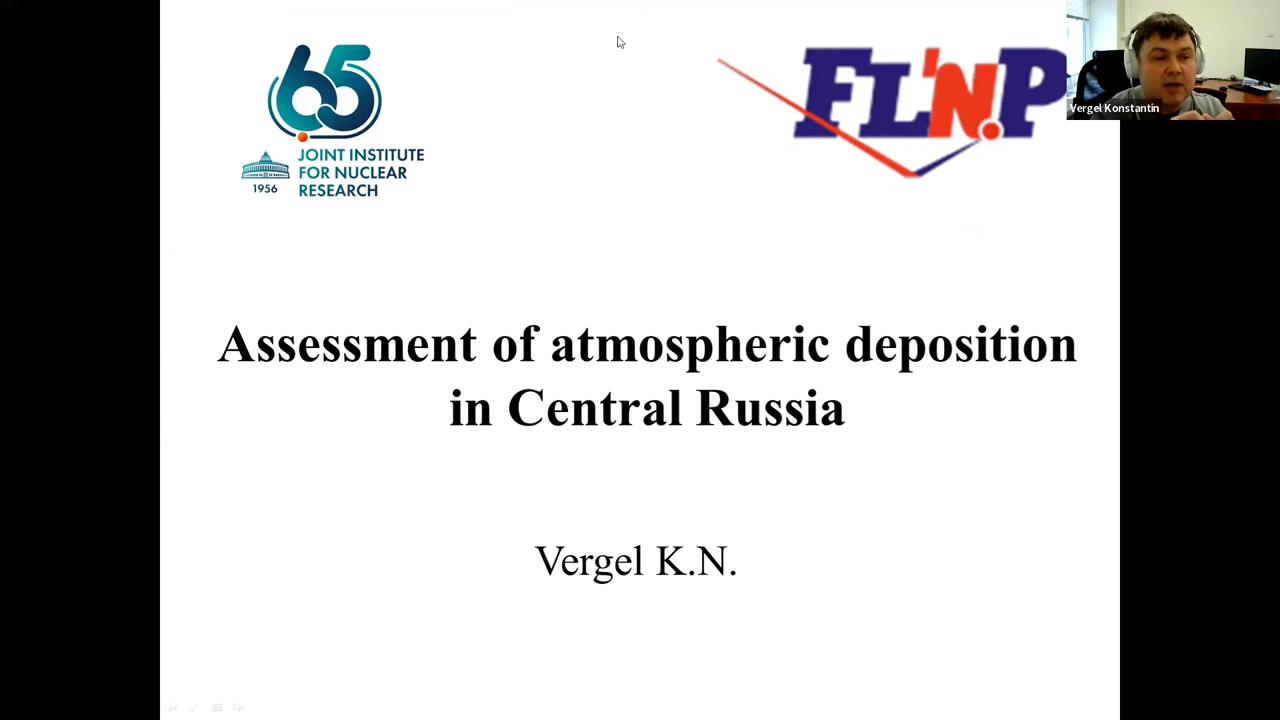 65
JOINT INSTITUTE
FOR NUCLEAR
RESEARCH
1956
FLNP
Vergel Konstantin
Assessment of atmospheric deposition
in Central Russia
Vergel K.N.